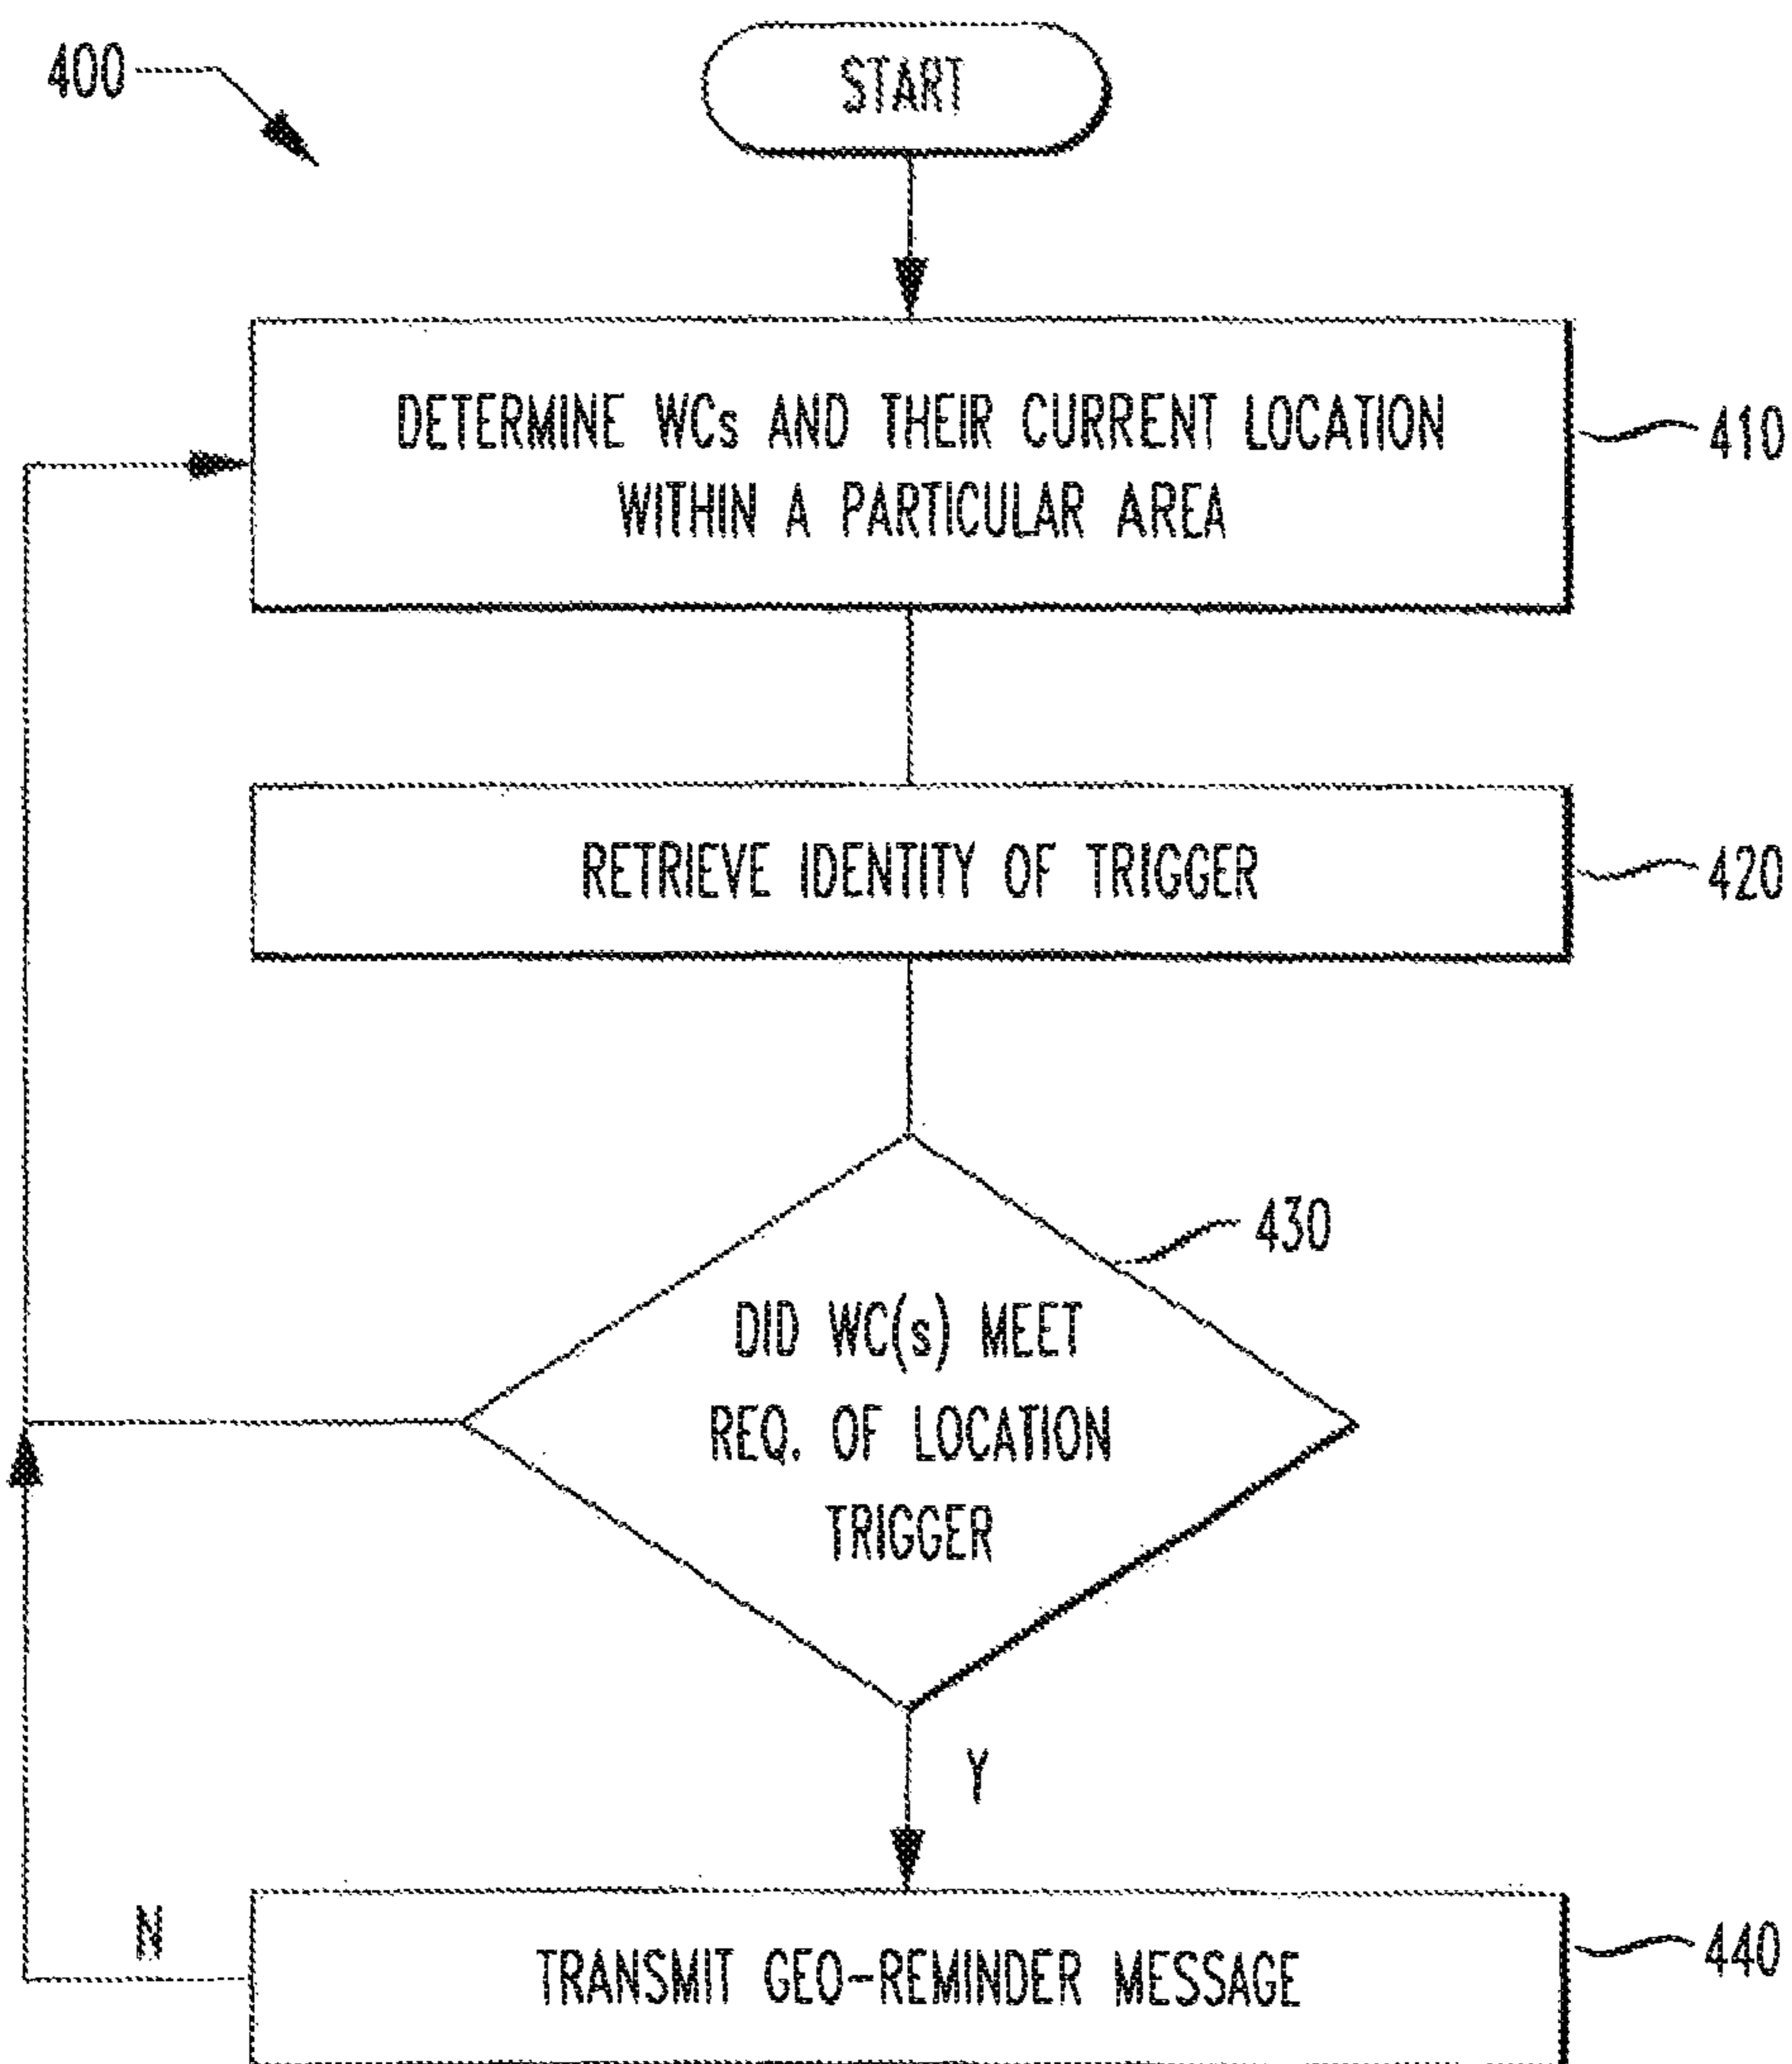 400
START
DETERMINE WCs AND THEIR CURRENT LOCATION
WITHIN A PARTICULAR AREA
410
RETRIEVE IDENTITY OF TRIGGER
420
430
DID WC(s) MEET
REQ. OF LOCATION
TRIGGER
Y
N
TRANSMIT GEO-REMINDER MESSAGE
440